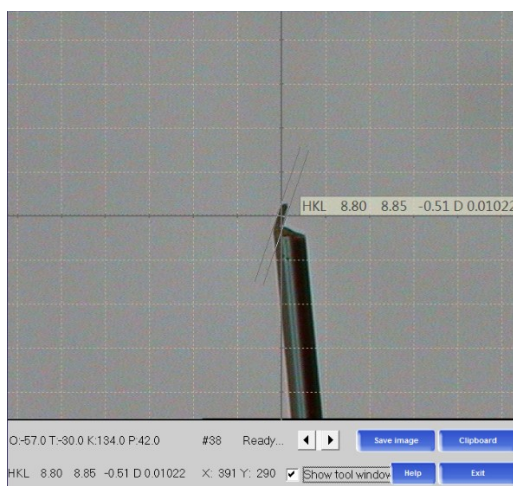 HKL 8.80 8.85 -0.51 D 0.01022
O:-57.0 T:-30.0 K:134.0 P:42.0 #38 Ready... Save image Clipboard
HKL 8.80 8.85 -0.51 D 0.01022 X: 391 Y: 290 Show tool window Help Exit